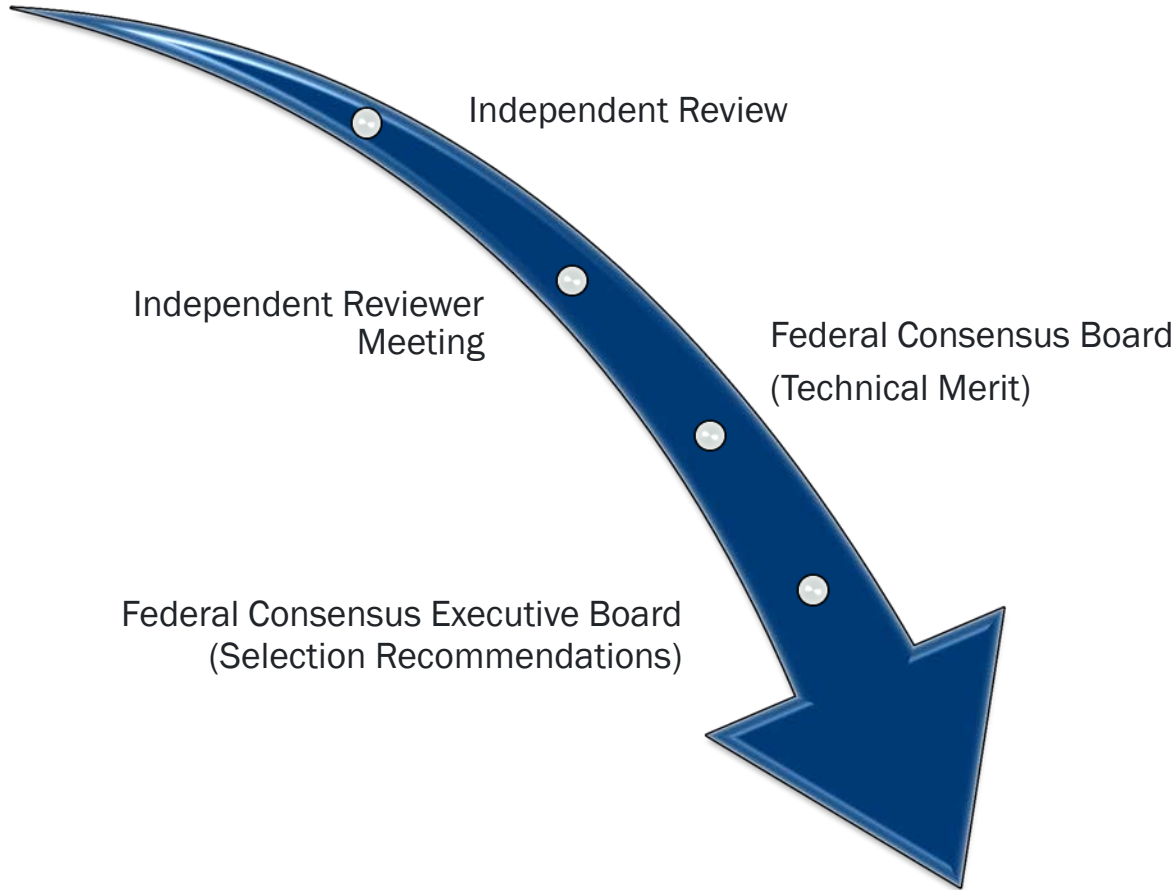 Independent Review
Independent Reviewer
Meeting
Federal Consensus Board
(Technical Merit)
Federal Consensus Executive Board
(Selection Recommendations)